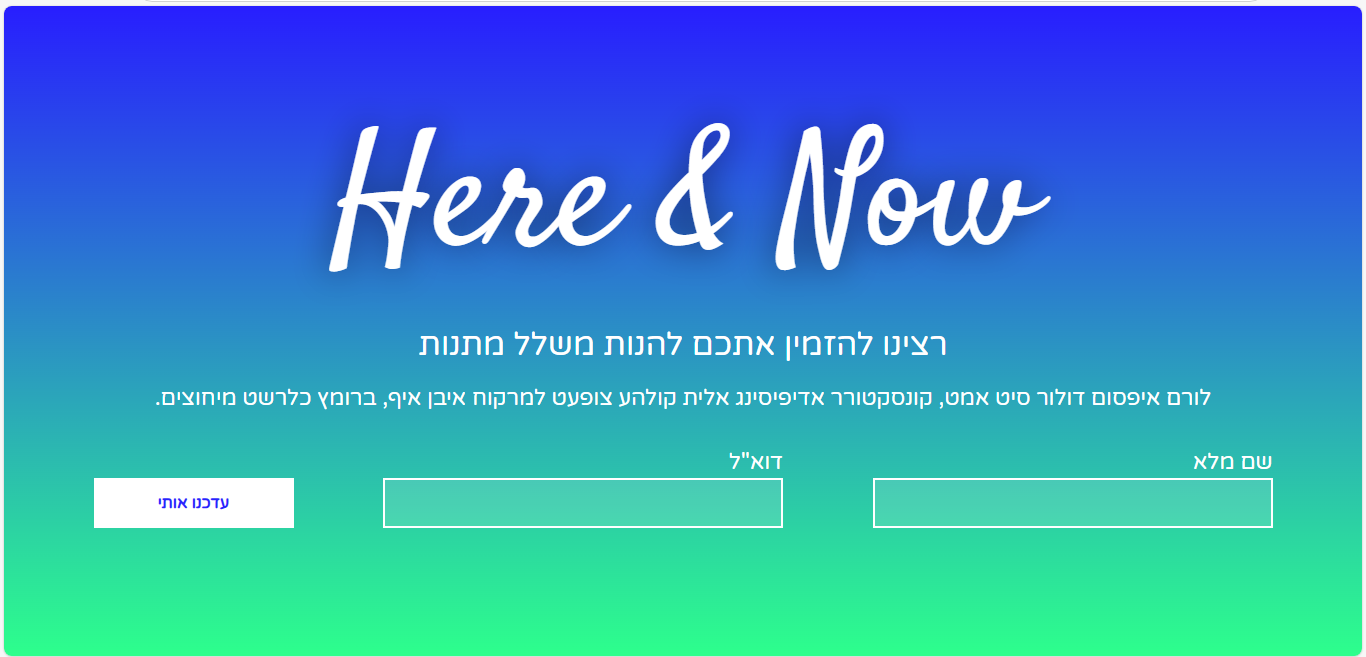 Here & Now
רצינו להזמין אתכם להנות משלל מתנות
לורם איפסום דולור סיט אמט, קונסקטורר אדיפיסינג אלית קולהע צופעט למרקוח איבן איף, ברומץ כלרשט מיחוצים.
שם מלא
דוא"ל
עדכנו אותי